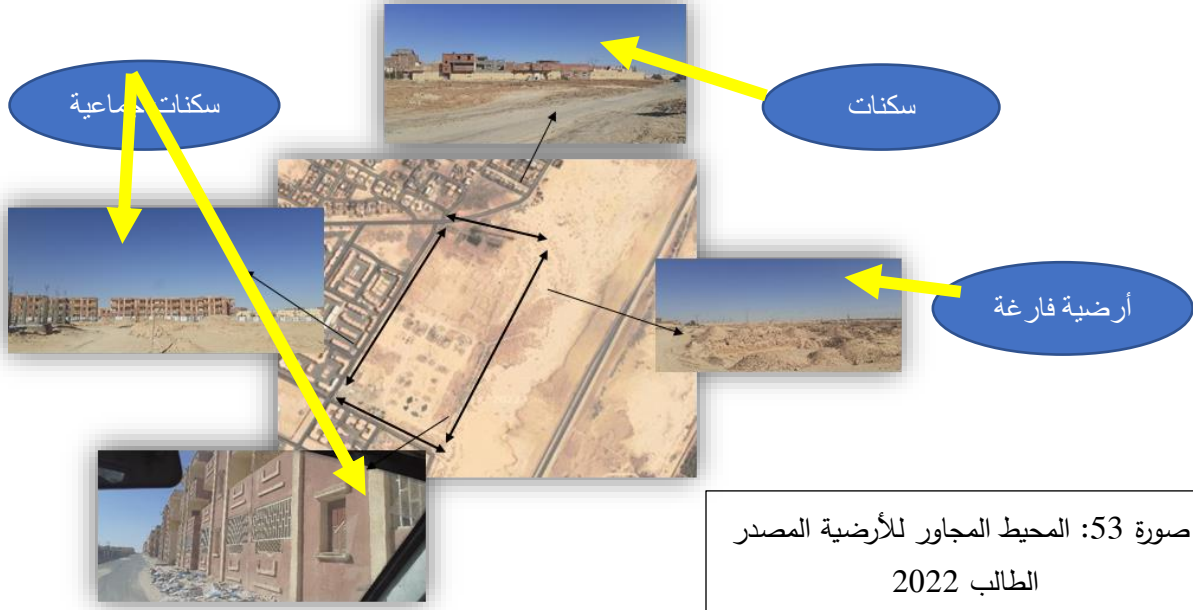 سكنات
سكنات جماعية
أرضية فارغة
صورة 53: المحيط المجاور للأرضية المصدر
الطالب 2022